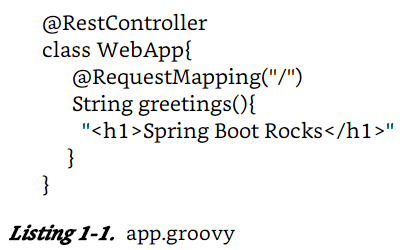 @RestController
class WebApp{
@RequestMapping("/")
String greetings(){
"<h1>Spring Boot Rocks</h1>"
}
}
Listing 1-1. app.groovy